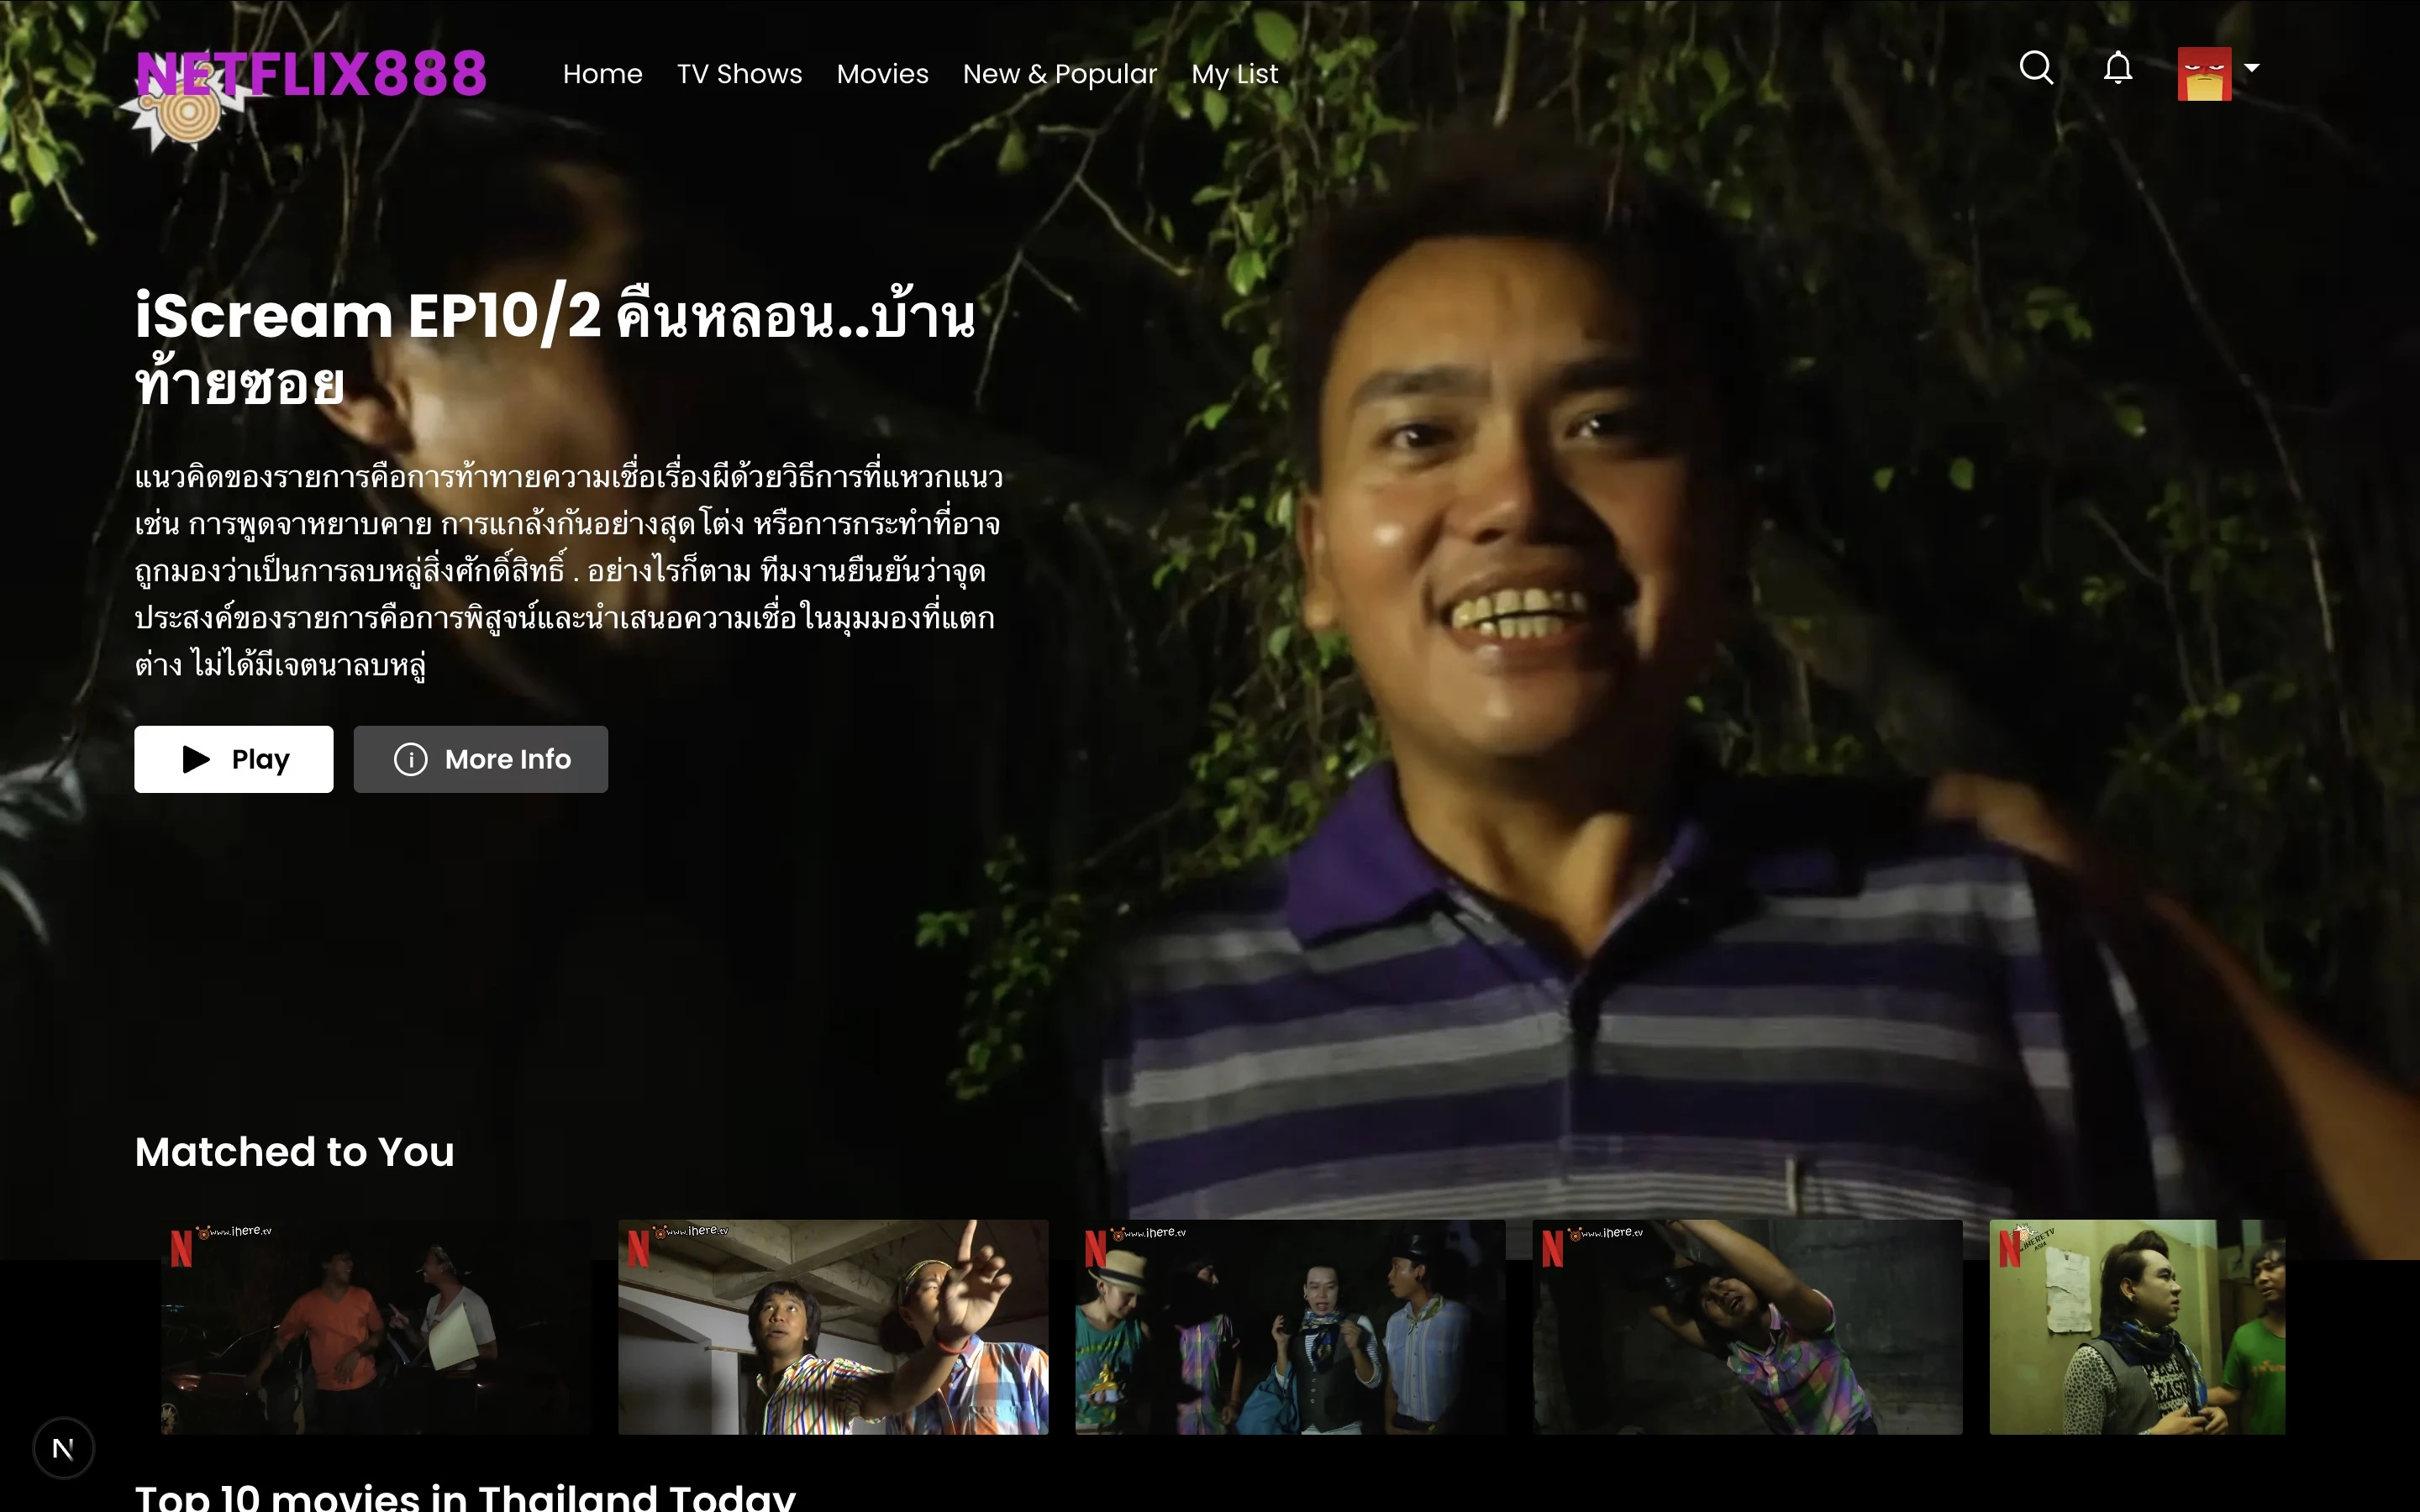 NETFLIX888
Home
TV Shows
Movies
New & Popular
My List
iScream EP10/2 คืนหลอน..บ้าน
ท้ายซอย
แนวคิดของรายการคือการท้าทายความเชื่อเรื่องผีด้วยวิธีการที่แหวกแนว
เช่น การพูดจาหยาบคาย การแกล้งกันอย่างสุดโต่ง หรือการกระทำที่อาจ
ถูกมองว่าเป็นการลบหลู่สิ่งศักดิ์สิทธิ์ . อย่างไรก็ตาม ทีมงานยืนยันว่าจุด
ประสงค์ของรายการคือการพิสูจน์และนำเสนอความเชื่อในมุมมองที่แตก
ต่าง ไม่ได้มีเจตนาลบหลู่
Play
More Info
Matched to You
N www.ihere.tv
N www.ihere.tv
N www.ihere.tv
N www.ihere.tv
N IHERETV
ASIA
N
Top 10 movies in Thailand Today